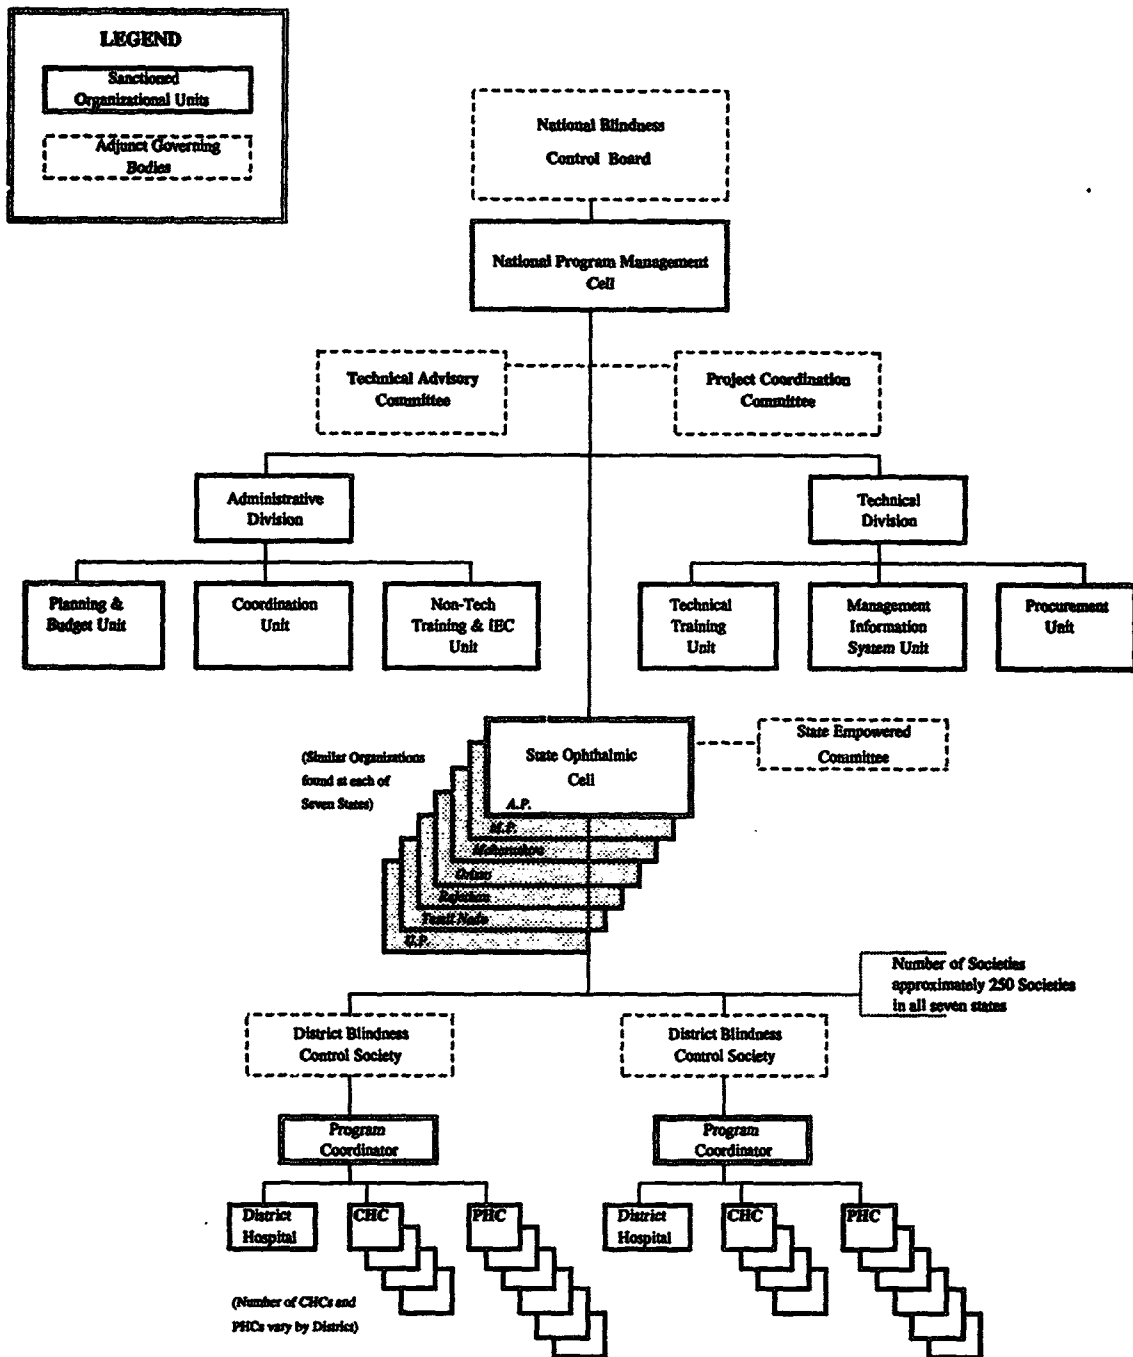 LEGEND
Sanctioned
Organizational Units
Adjunct Governing
Bodies
National Blindness
Control Board
National Program Management
Cell
Technical Advisory
Committee
Project Coordination
Committee
Administrative
Division
Technical
Division
Planning &
Budget Unit
Coordination
Unit
Non-Tech
Training & IEC
Unit
Technical
Training
Unit
Management
Information
System Unit
Procurement
Unit
(Similar Organizations
found at each of
Seven States)
State Ophthalmic
Cell
A.P.
M.P.
Maharashtra
Orissa
Rajasthan
Tamil Nadu
U.P.
State Empowered
Committee
Number of Societies
approximately 250 Societies
in all seven states
District Blindness
Control Society
District Blindness
Control Society
Program
Coordinator
Program
Coordinator
District
Hospital
CHC
PHC
District
Hospital
CHC
PHC
(Number of CHCs and
PHCs vary by District)